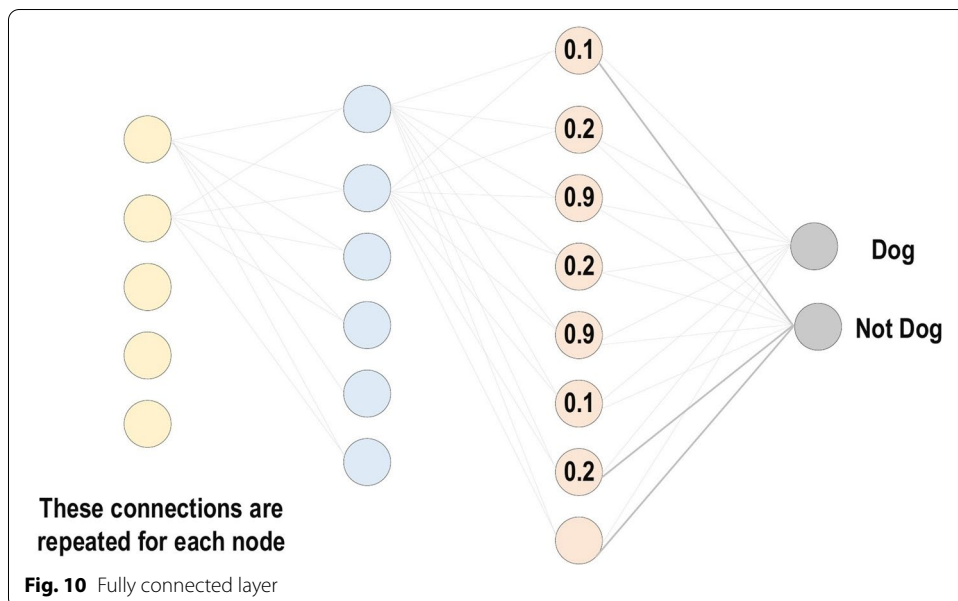 0.1
0.2
0.9
0.2
0.9
0.1
0.2
Dog
Not Dog
These connections are
repeated for each node
Fig. 10 Fully connected layer